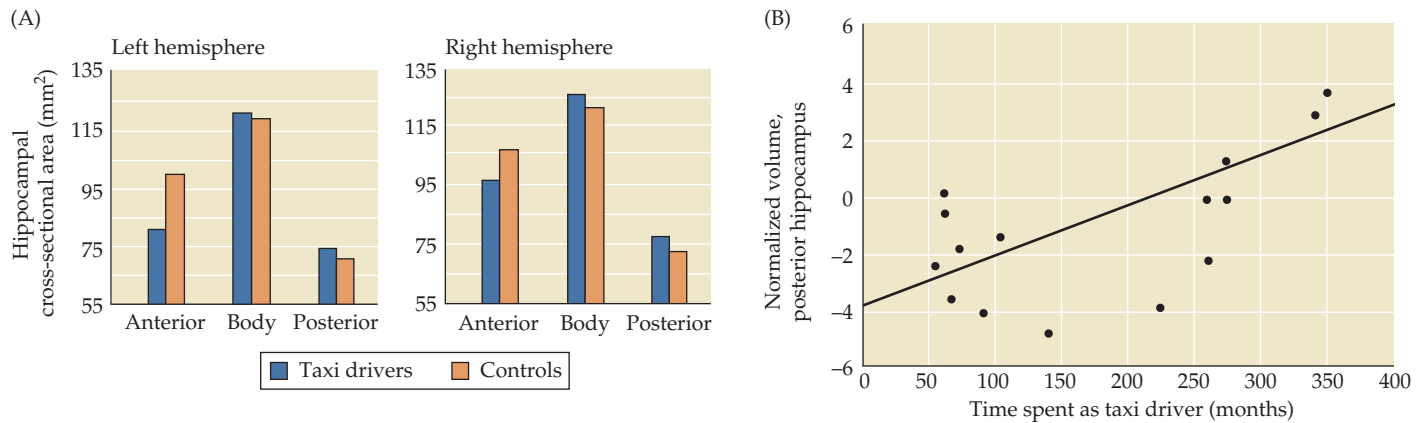 (A)
Left hemisphere
Hippocampal
cross-sectional area (mm²)
135
115
95
75
55
Anterior Body Posterior
Right hemisphere
135
115
95
75
55
Anterior Body Posterior
Taxi drivers Controls
(B)
Normalized volume,
posterior hippocampus
6
4
2
0
–2
–4
–6
0 50 100 150 200 250 300 350 400
Time spent as taxi driver (months)